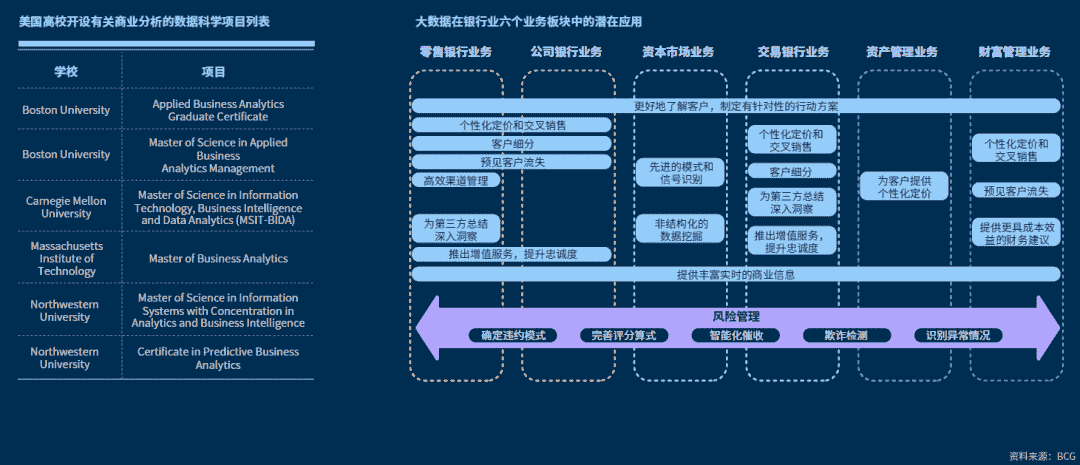 美国高校开设有关商业分析的数据科学项目列表
学校
项目
Boston University
Applied Business Analytics
Graduate Certificate
Boston University
Master of Science in Applied
Business
Analytics Management
Carnegie Mellon
University
Master of Science in Information
Technology, Business Intelligence
and Data Analytics (MSIT-BIDA)
Massachusetts
Institute of
Technology
Master of Business Analytics
Northwestern
University
Master of Science in Information
Systems with Concentration in
Analytics and Business Intelligence
Northwestern
University
Certificate in Predictive Business
Analytics
大数据在银行业六个业务板块中的潜在应用
零售银行业务
公司银行业务
资本市场业务
交易银行业务
资产管理业务
财富管理业务
更好地了解客户，制定有针对性的行动方案
个性化定价和交叉销售
客户细分
预见客户流失
高效渠道管理
为第三方总结
深入洞察
推出增值服务，提升忠诚度
先进的模式和
信号识别
非结构化的
数据挖掘
个性化定价和
交叉销售
客户细分
为第三方总结
深入洞察
推出增值服务，
提升忠诚度
为客户提供
个性化定价
个性化定价和
交叉销售
预见客户流失
提供更具成本效
益的财务建议
提供丰富实时的商业信息
风险管理
确定违约模式
完善评分算式
智能化催收
欺诈检测
识别异常情况
资料来源：BCG